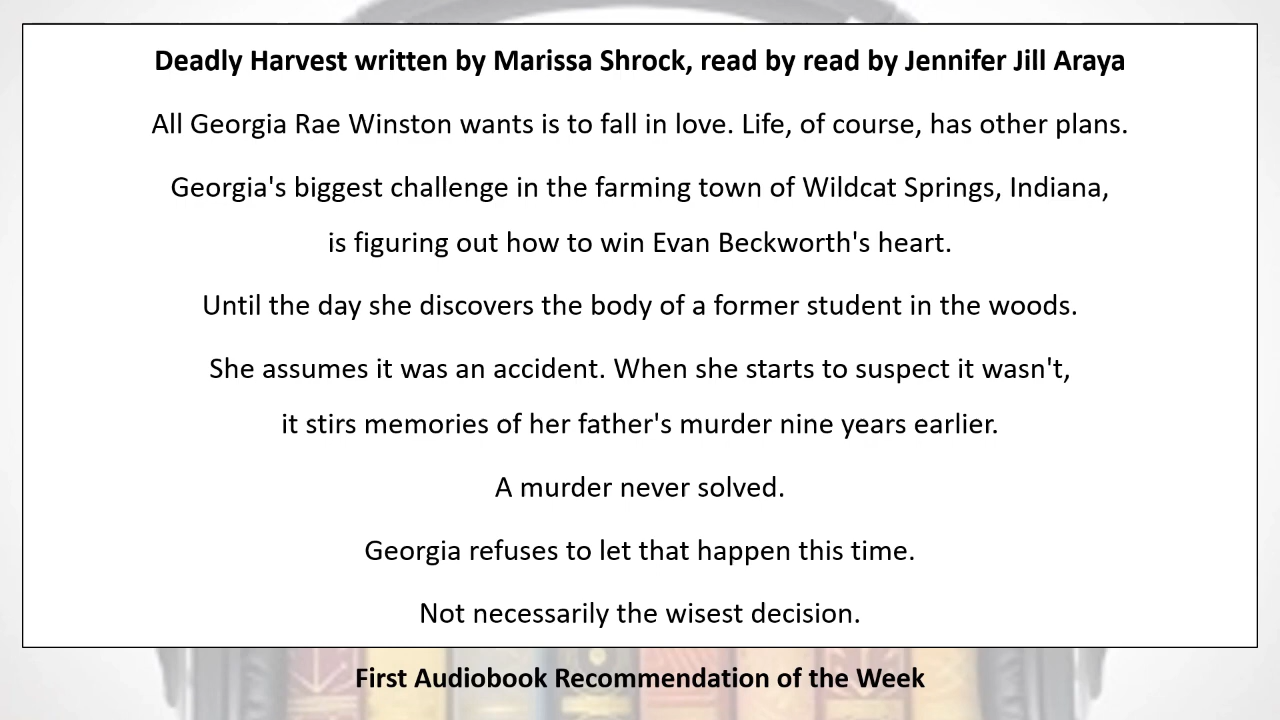 Deadly Harvest written by Marissa Shrock, read by read by Jennifer Jill Araya
All Georgia Rae Winston wants is to fall in love. Life, of course, has other plans.
Georgia's biggest challenge in the farming town of Wildcat Springs, Indiana,
is figuring out how to win Evan Beckworth's heart.
Until the day she discovers the body of a former student in the woods.
She assumes it was an accident. When she starts to suspect it wasn't,
it stirs memories of her father's murder nine years earlier.
A murder never solved.
Georgia refuses to let that happen this time.
Not necessarily the wisest decision.
First Audiobook Recommendation of the Week